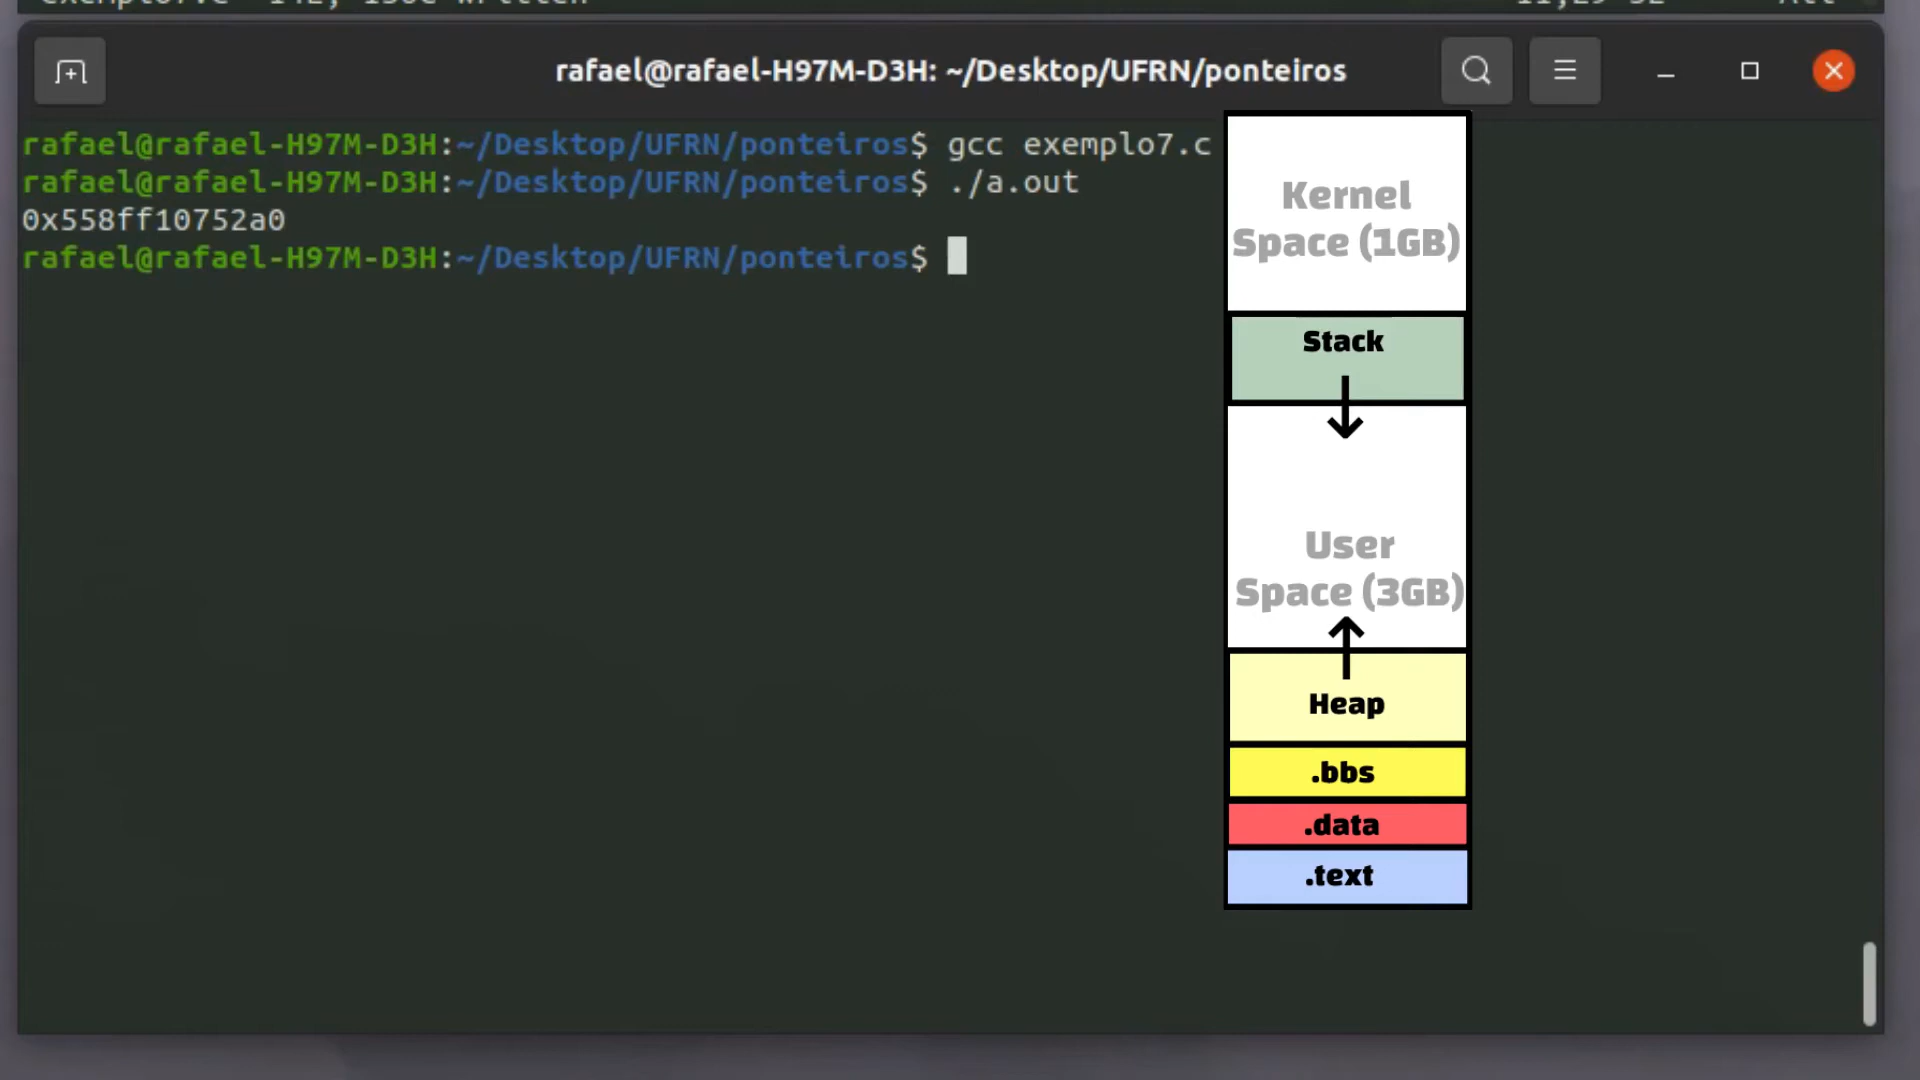 rafael@rafael-H97M-D3H: ~/Desktop/UFRN/ponteiros
rafael@rafael-H97M-D3H:~/Desktop/UFRN/ponteiros$ gcc exemplo7.c
rafael@rafael-H97M-D3H:~/Desktop/UFRN/ponteiros$ ./a.out
0x558ff10752a0
rafael@rafael-H97M-D3H:~/Desktop/UFRN/ponteiros$
Kernel
Space (1GB)
Stack
User
Space (3GB)
Heap
.bbs
.data
.text